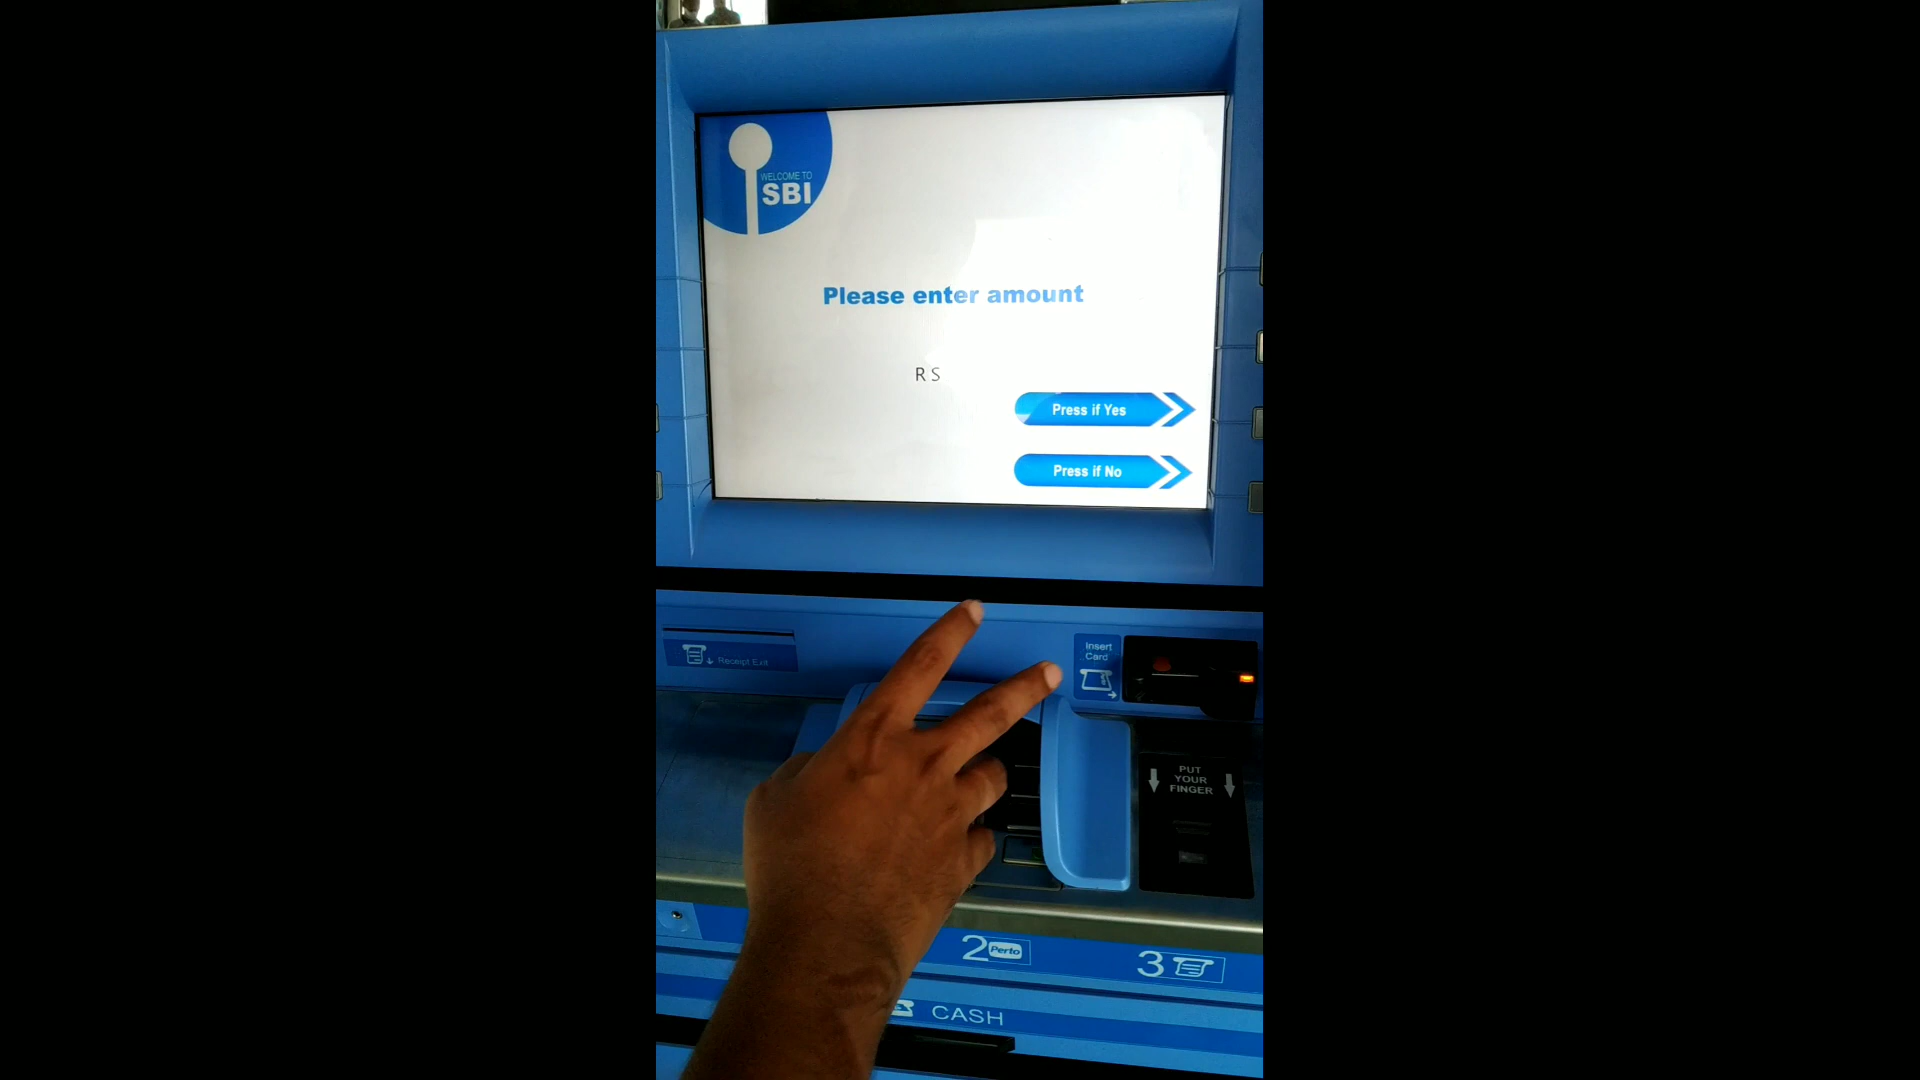 WELCOME TO
SBI
Please enter amount
RS
Press if Yes
Press if No
Receipt Exit
Insert
Card
PUT
YOUR
FINGER
2 Perto
3
CASH